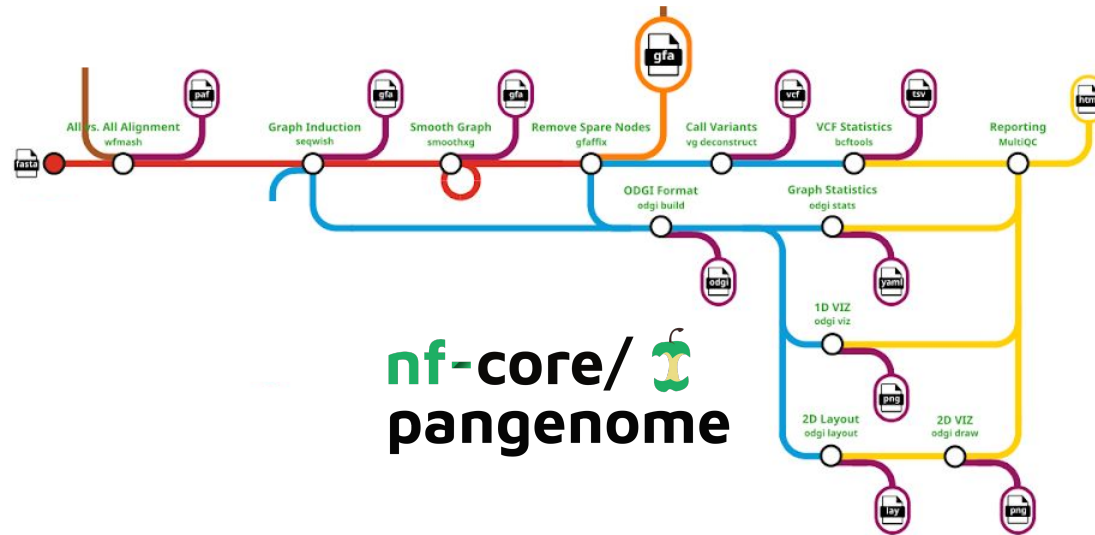 gfa
paf
gfa
gfa
vcf
tsv
htm
All vs. All Alignment
wfmash
Graph Induction
seqwish
Smooth Graph
smoothxg
Remove Spare Nodes
gfaffix
Call Variants
vg deconstruct
VCF Statistics
bcftools
Reporting
MultiQC
fasta
ODGI Format
odgi build
Graph Statistics
odgi stats
odgi
yaml
1D VIZ
odgi viz
png
2D Layout
odgi layout
2D VIZ
odgi draw
lay
png
nf-core/
pangenome